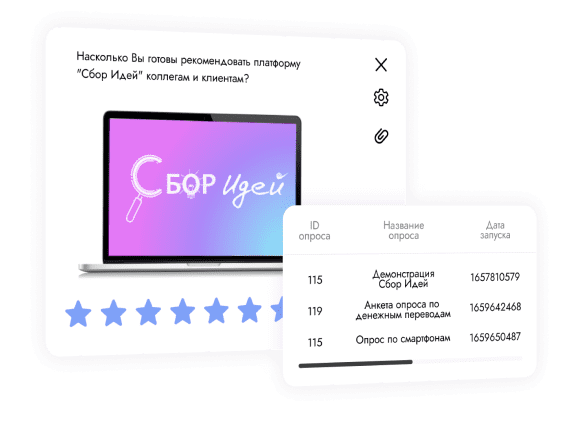 Насколько Вы готовы рекомендовать платформу
"Сбор Идей" коллегам и клиентам?
СБОР Идей
ID
опроса
Название
опроса
Дата
запуска
115
Демонстрация
Сбор Идей
1657810579
119
Анкета опроса по
денежным переводам
1659642468
115
Опрос по смартфонам
1659650487